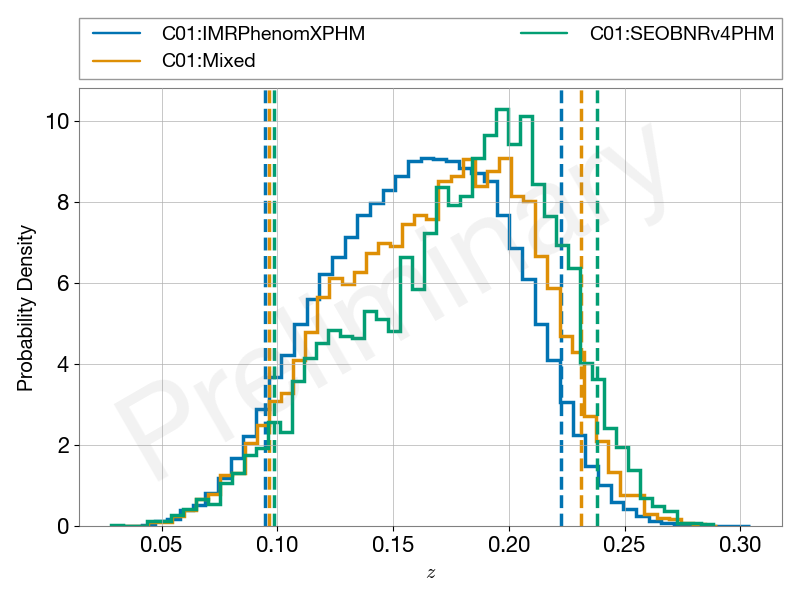 C01:IMRPhenomXPHM
C01:SEOBNRv4PHM
C01:Mixed
10
8
6
4
2
0
Probability Density
Preliminary
0.05 0.10 0.15 0.20 0.25 0.30
z